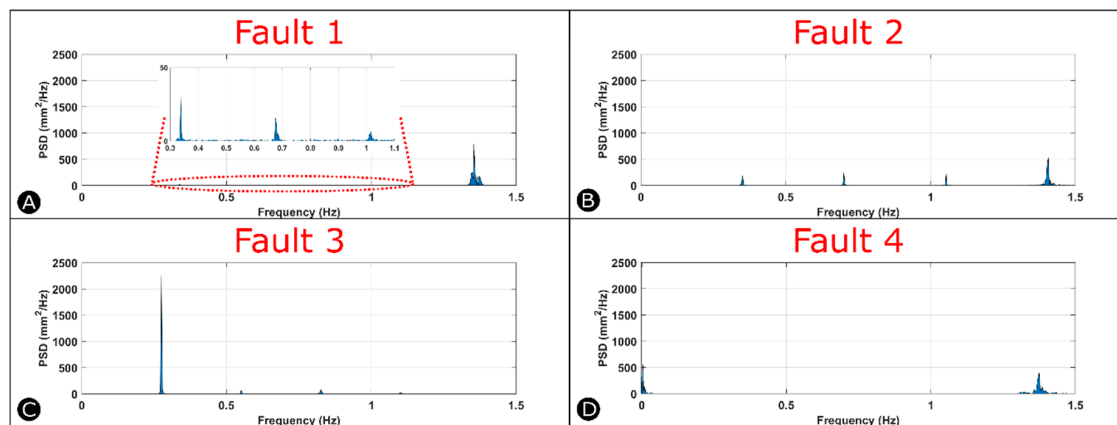 Fault 1
2500
2000
1500
1000
500
0
PSD (mm²/Hz)
50
0
0.3 0.4 0.5 0.6 0.7 0.8 0.9 1 1.1
0 0.5 1 1.5
Frequency (Hz)
A
Fault 2
2500
2000
1500
1000
500
0
PSD (mm²/Hz)
0 0.5 1 1.5
Frequency (Hz)
B
Fault 3
2500
2000
1500
1000
500
0
PSD (mm²/Hz)
0 0.5 1 1.5
Frequency (Hz)
C
Fault 4
2500
2000
1500
1000
500
0
PSD (mm²/Hz)
0 0.5 1 1.5
Frequency (Hz)
D